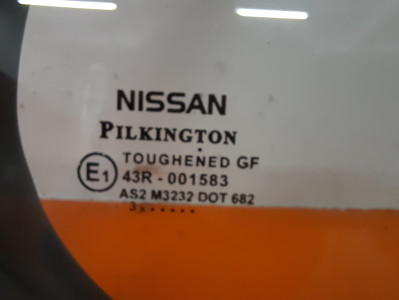 NISSAN
PILKINGTON
TOUGHENED GF
E1 43R - 001583
AS2 M3232 DOT 682